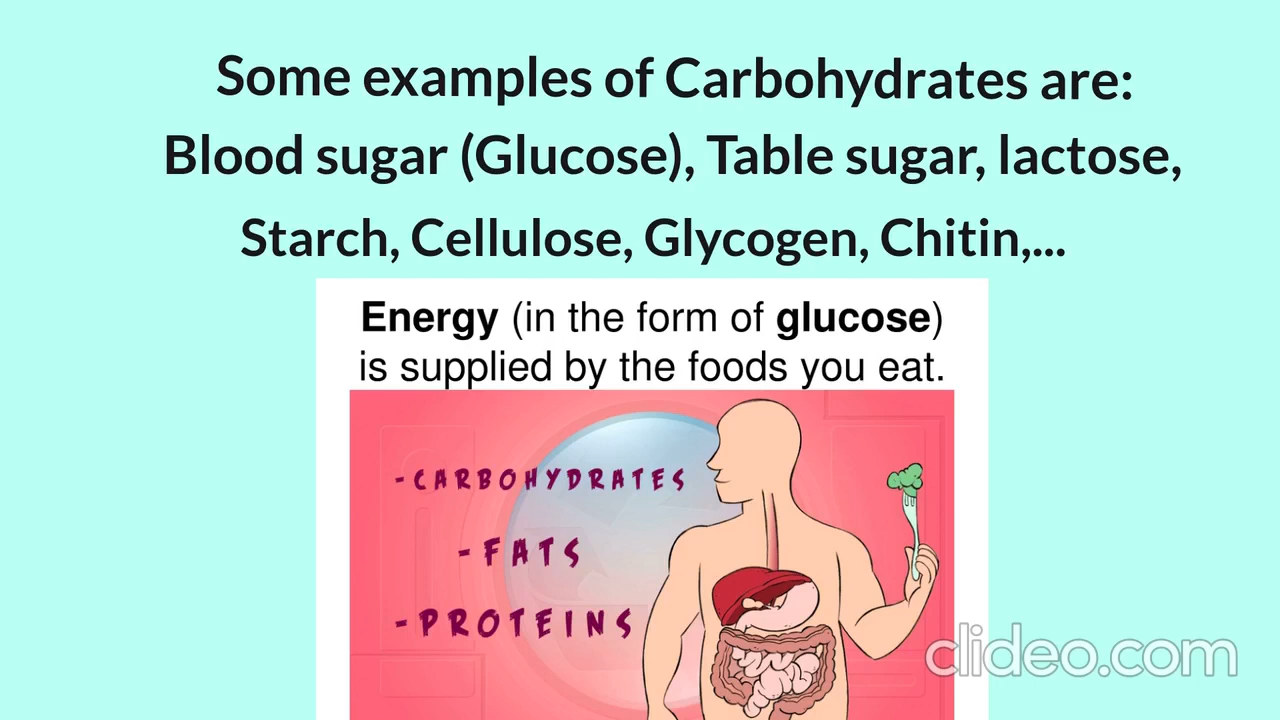 Some examples of Carbohydrates are:
Blood sugar (Glucose), Table sugar, lactose,
Starch, Cellulose, Glycogen, Chitin,...
Energy (in the form of glucose)
is supplied by the foods you eat.
-CARBOHYDRATES
-FATS
-PROTEINS
clideo.com